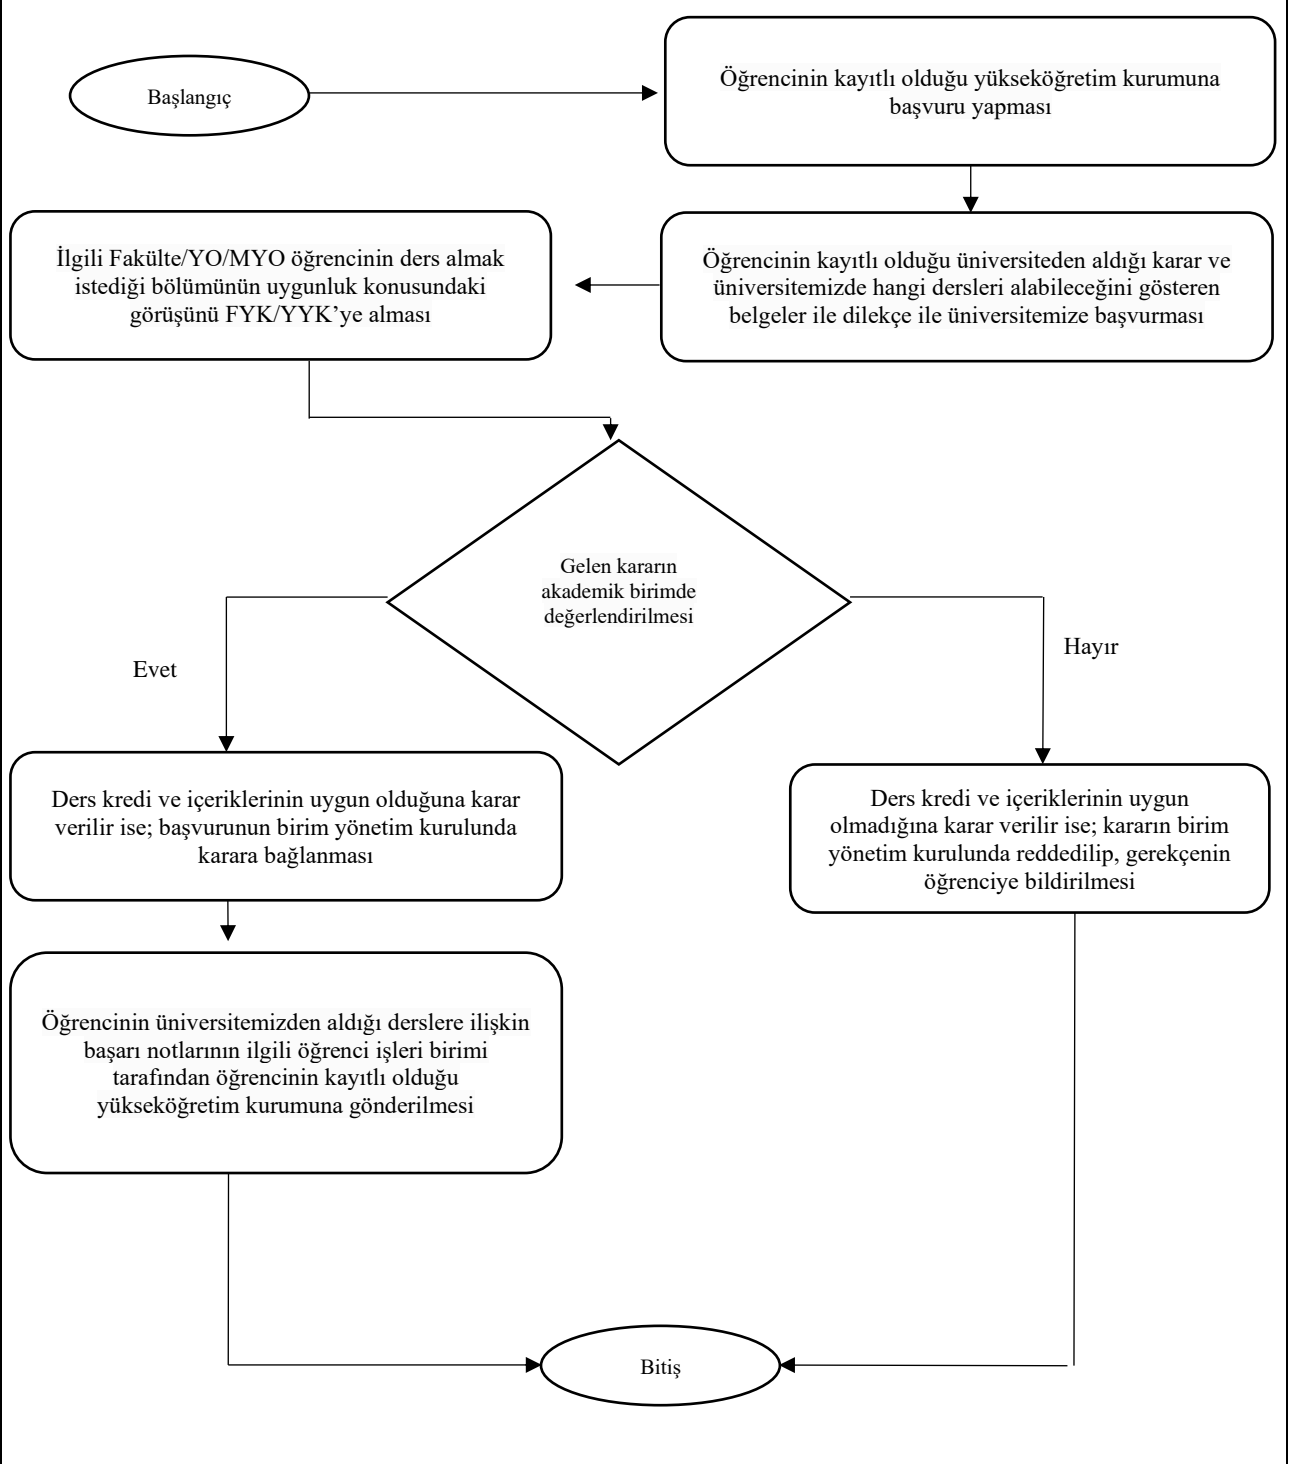 Başlangıç
Öğrencinin kayıtlı olduğu yükseköğretim kurumuna
başvuru yapması
Öğrencinin kayıtlı olduğu üniversiteden aldığı karar ve
üniversitemizde hangi dersleri alabileceğini gösteren
belgeler ile dilekçe ile üniversitemize başvurması
İlgili Fakülte/YO/MYO öğrencinin ders almak
istediği bölümünün uygunluk konusundaki
görüşünü FYK/YYK’ye alması
Gelen kararın
akademik birimde
değerlendirilmesi
Evet
Hayır
Ders kredi ve içeriklerinin uygun olduğuna karar
verilir ise; başvurunun birim yönetim kurulunda
karara bağlanması
Ders kredi ve içeriklerinin uygun
olmadığına karar verilir ise; kararın birim
yönetim kurulunda reddedilip, gerekçenin
öğrenciye bildirilmesi
Öğrencinin üniversitemizden aldığı derslere ilişkin
başarı notlarının ilgili öğrenci işleri birimi
tarafından öğrencinin kayıtlı olduğu
yükseköğretim kurumuna gönderilmesi
Bitiş